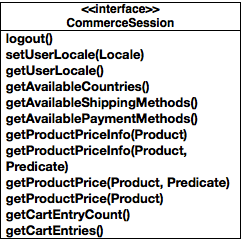 <<interface>>
CommerceSession
logout()
setUserLocale(Locale)
getUserLocale()
getAvailableCountries()
getAvailableShippingMethods()
getAvailablePaymentMethods()
getProductPriceInfo(Product)
getProductPriceInfo(Product,
Predicate)
getProductPrice(Product, Predicate)
getProductPrice(Product)
getCartEntryCount()
getCartEntries()